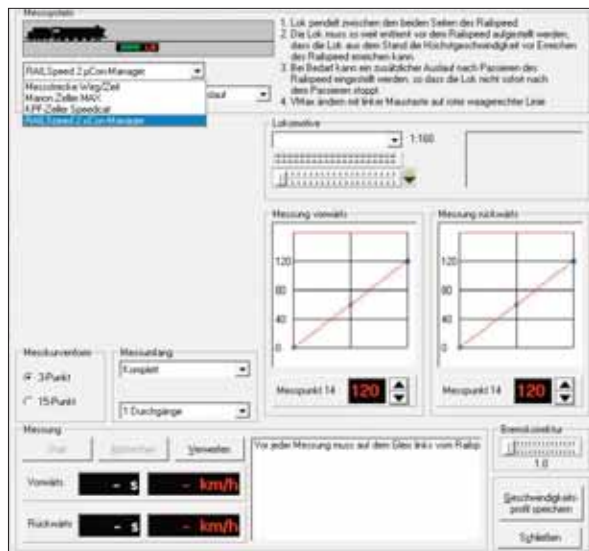 Messsystem
1. Lok pendelt zwischen den beiden Seiten des Railspeed
2. Die Lok muss so weit entfernt vor dem Railspeed aufgestellt werden,
dass die Lok aus dem Stand die Höchstgeschwindigkeit vor Erreichen
des Railspeed erreichen kann.
3. Bei Bedarf kann ein zusätzlicher Auslauf nach Passieren des
Railspeed eingestellt werden, so dass die Lok nicht sofort nach
dem Passieren stoppt
4. VMax ändern mit linker Maustaste auf roter waagerechter Linie
RAILSpeed 2 µCon-Manager
Messstrecke Weg/Zeit
Marion Zeller MAX
KPF-Zeller Speedcat
RAILSpeed 2 µCon-Manager
slauf
Lokomotive
1:160
Messung vorwärts
Messung rückwärts
120
80
40
0
120
80
40
0
Messpunkt 14 120
Messpunkt 14 120
Messkurvenform
3-Punkt
15-Punkt
Messumfang
Komplett
1 Durchgänge
Messung
Start
Abbrechen
Verwerfen
Vor jeder Messung muss auf dem Gleis links vom Railsp
Vorwärts - s - km/h
Rückwärts - s - km/h
Bremskorrektur
1.0
Geschwindigkeits-
profil speichern
Schließen